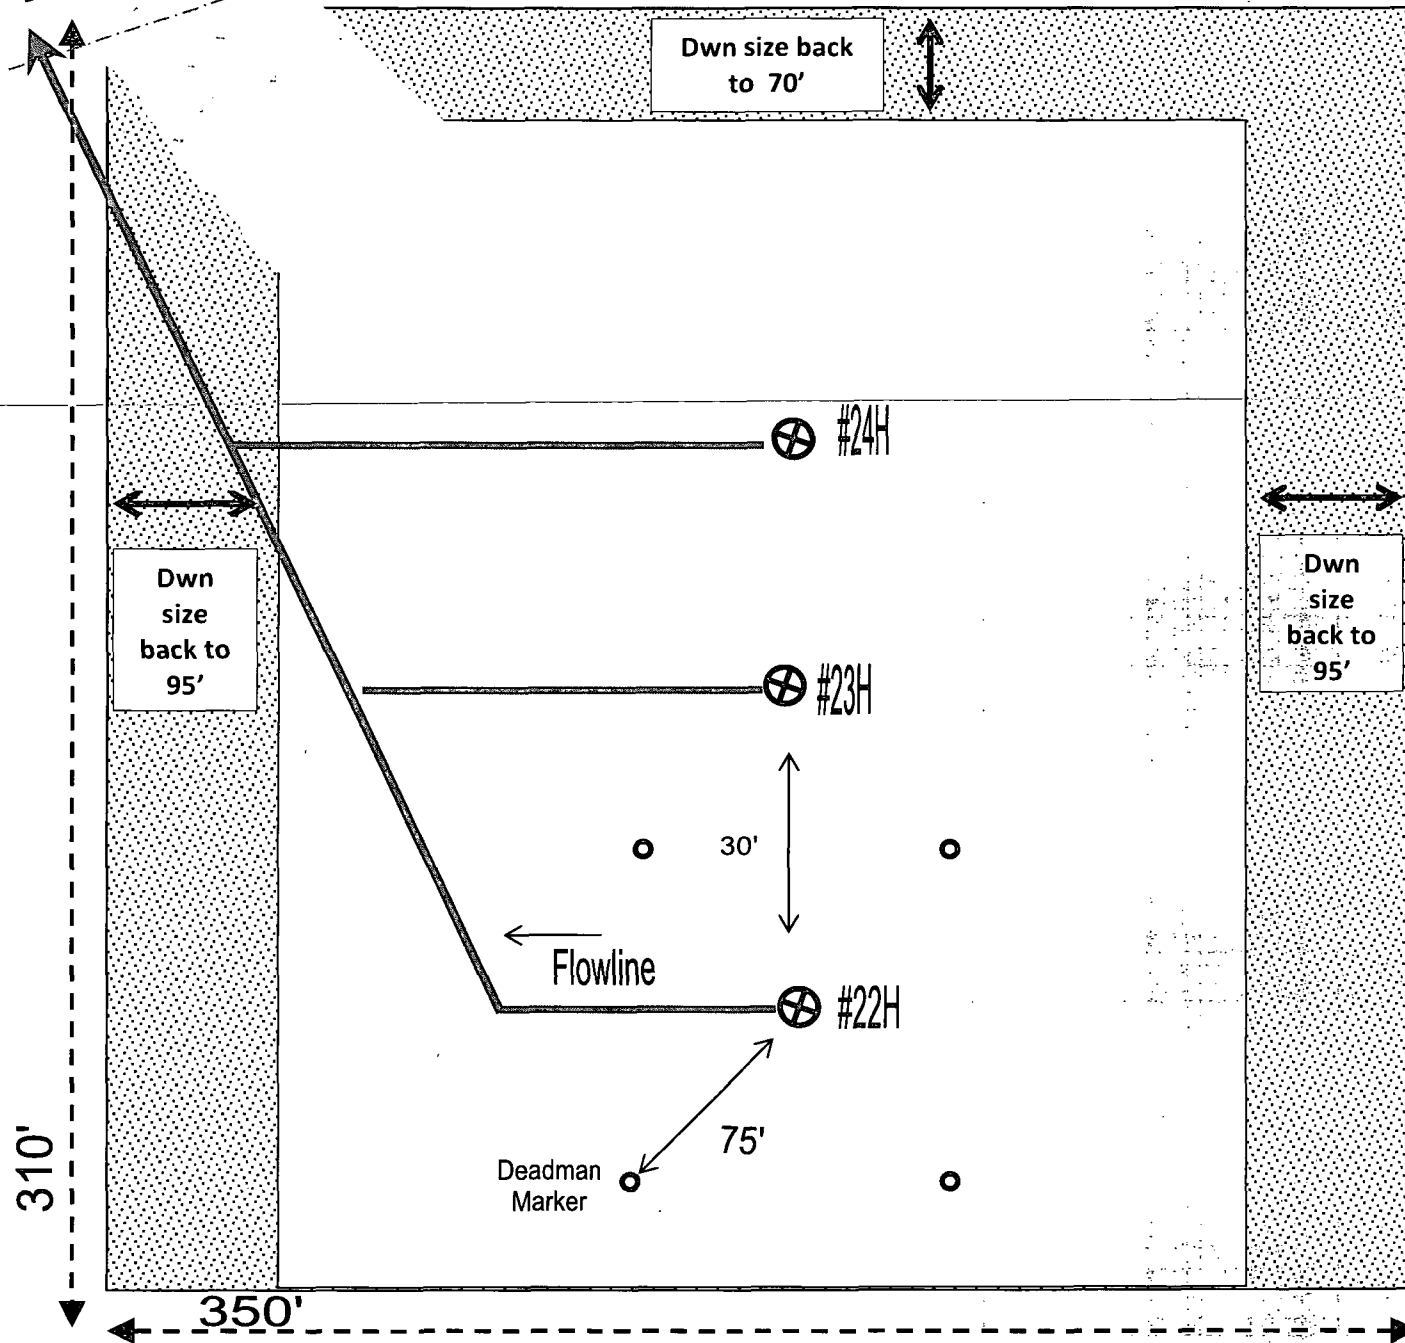 Dwn size back
to 70'
#24H
Dwn
size
back to
95'
Dwn
size
back to
95'
#23H
30'
Flowline
#22H
75'
Deadman
Marker
310'
350'